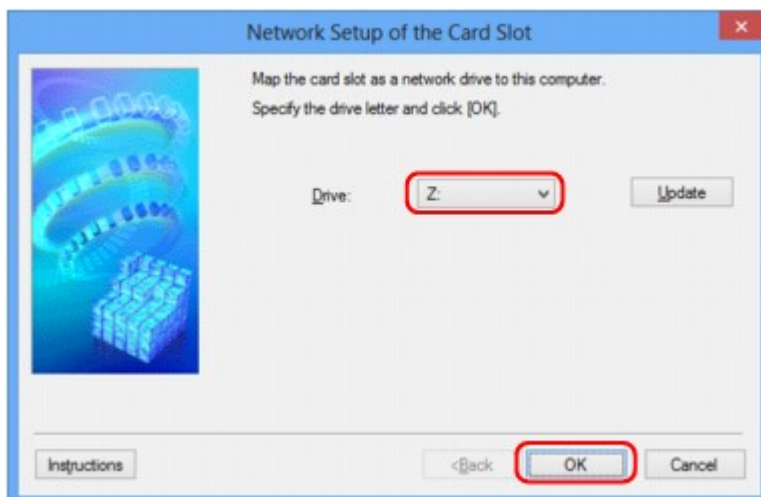 Network Setup of the Card Slot
Map the card slot as a network drive to this computer.
Specify the drive letter and click [OK].
Drive: Z: Update
Instructions <Back OK Cancel